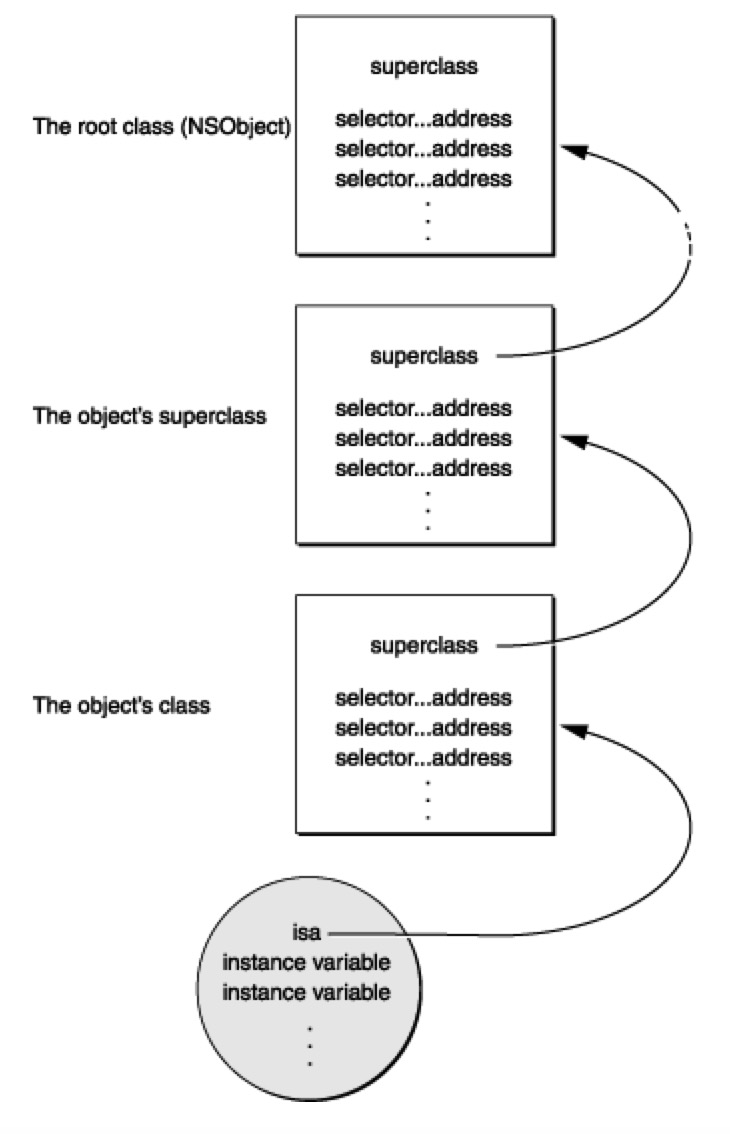 superclass
The root class (NSObject)
selector...address
selector...address
selector...address
.
.
.
superclass
The object's superclass
selector...address
selector...address
selector...address
.
.
.
superclass
The object's class
selector...address
selector...address
selector...address
.
.
.
isa
instance variable
instance variable
.
.
.